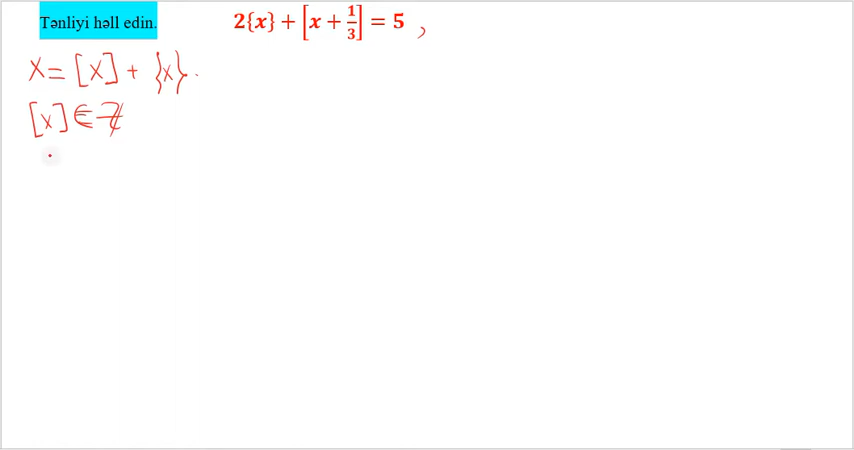 Tənliyi həll edin. 2{x} + [x + 1/3] = 5 ,
x = [x] + {x}.
[x] ∈ Z